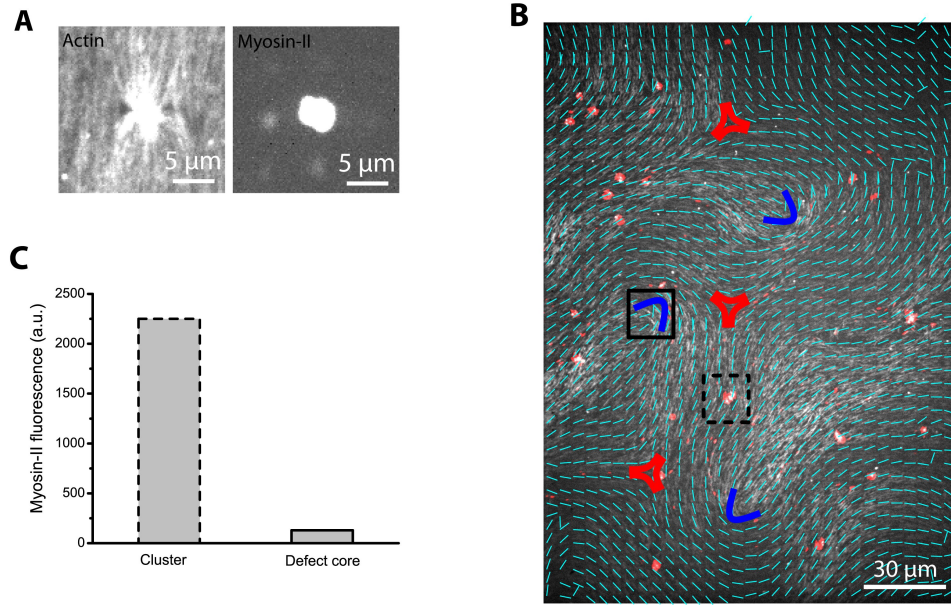 A
Actin
Myosin-II
5 µm
5 µm
B
30 µm
C
Myosin-II fluorescence (a.u.)
2500
2000
1500
1000
500
0
Cluster
Defect core